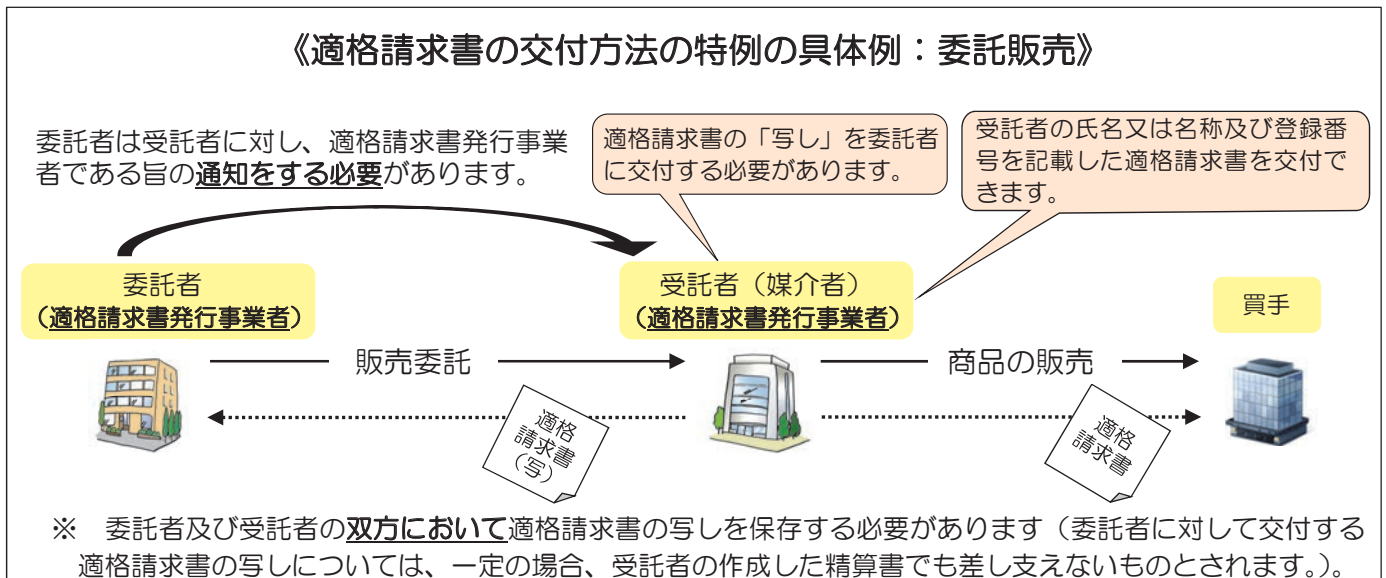 《適格請求書の交付方法の特例の具体例：委託販売》
委託者は受託者に対し、適格請求書発行事業
者である旨の通知をする必要があります。
適格請求書の「写し」を委託者
に交付する必要があります。
受託者の氏名又は名称及び登録番
号を記載した適格請求書を交付で
きます。
委託者
（適格請求書発行事業者）
受託者（媒介者）
（適格請求書発行事業者）
買手
販売委託
商品の販売
適格
請求書
（写）
適格
請求書
※　委託者及び受託者の双方において適格請求書の写しを保存する必要があります（委託者に対して交付する
適格請求書の写しについては、一定の場合、受託者の作成した精算書でも差し支えないものとされます。）。